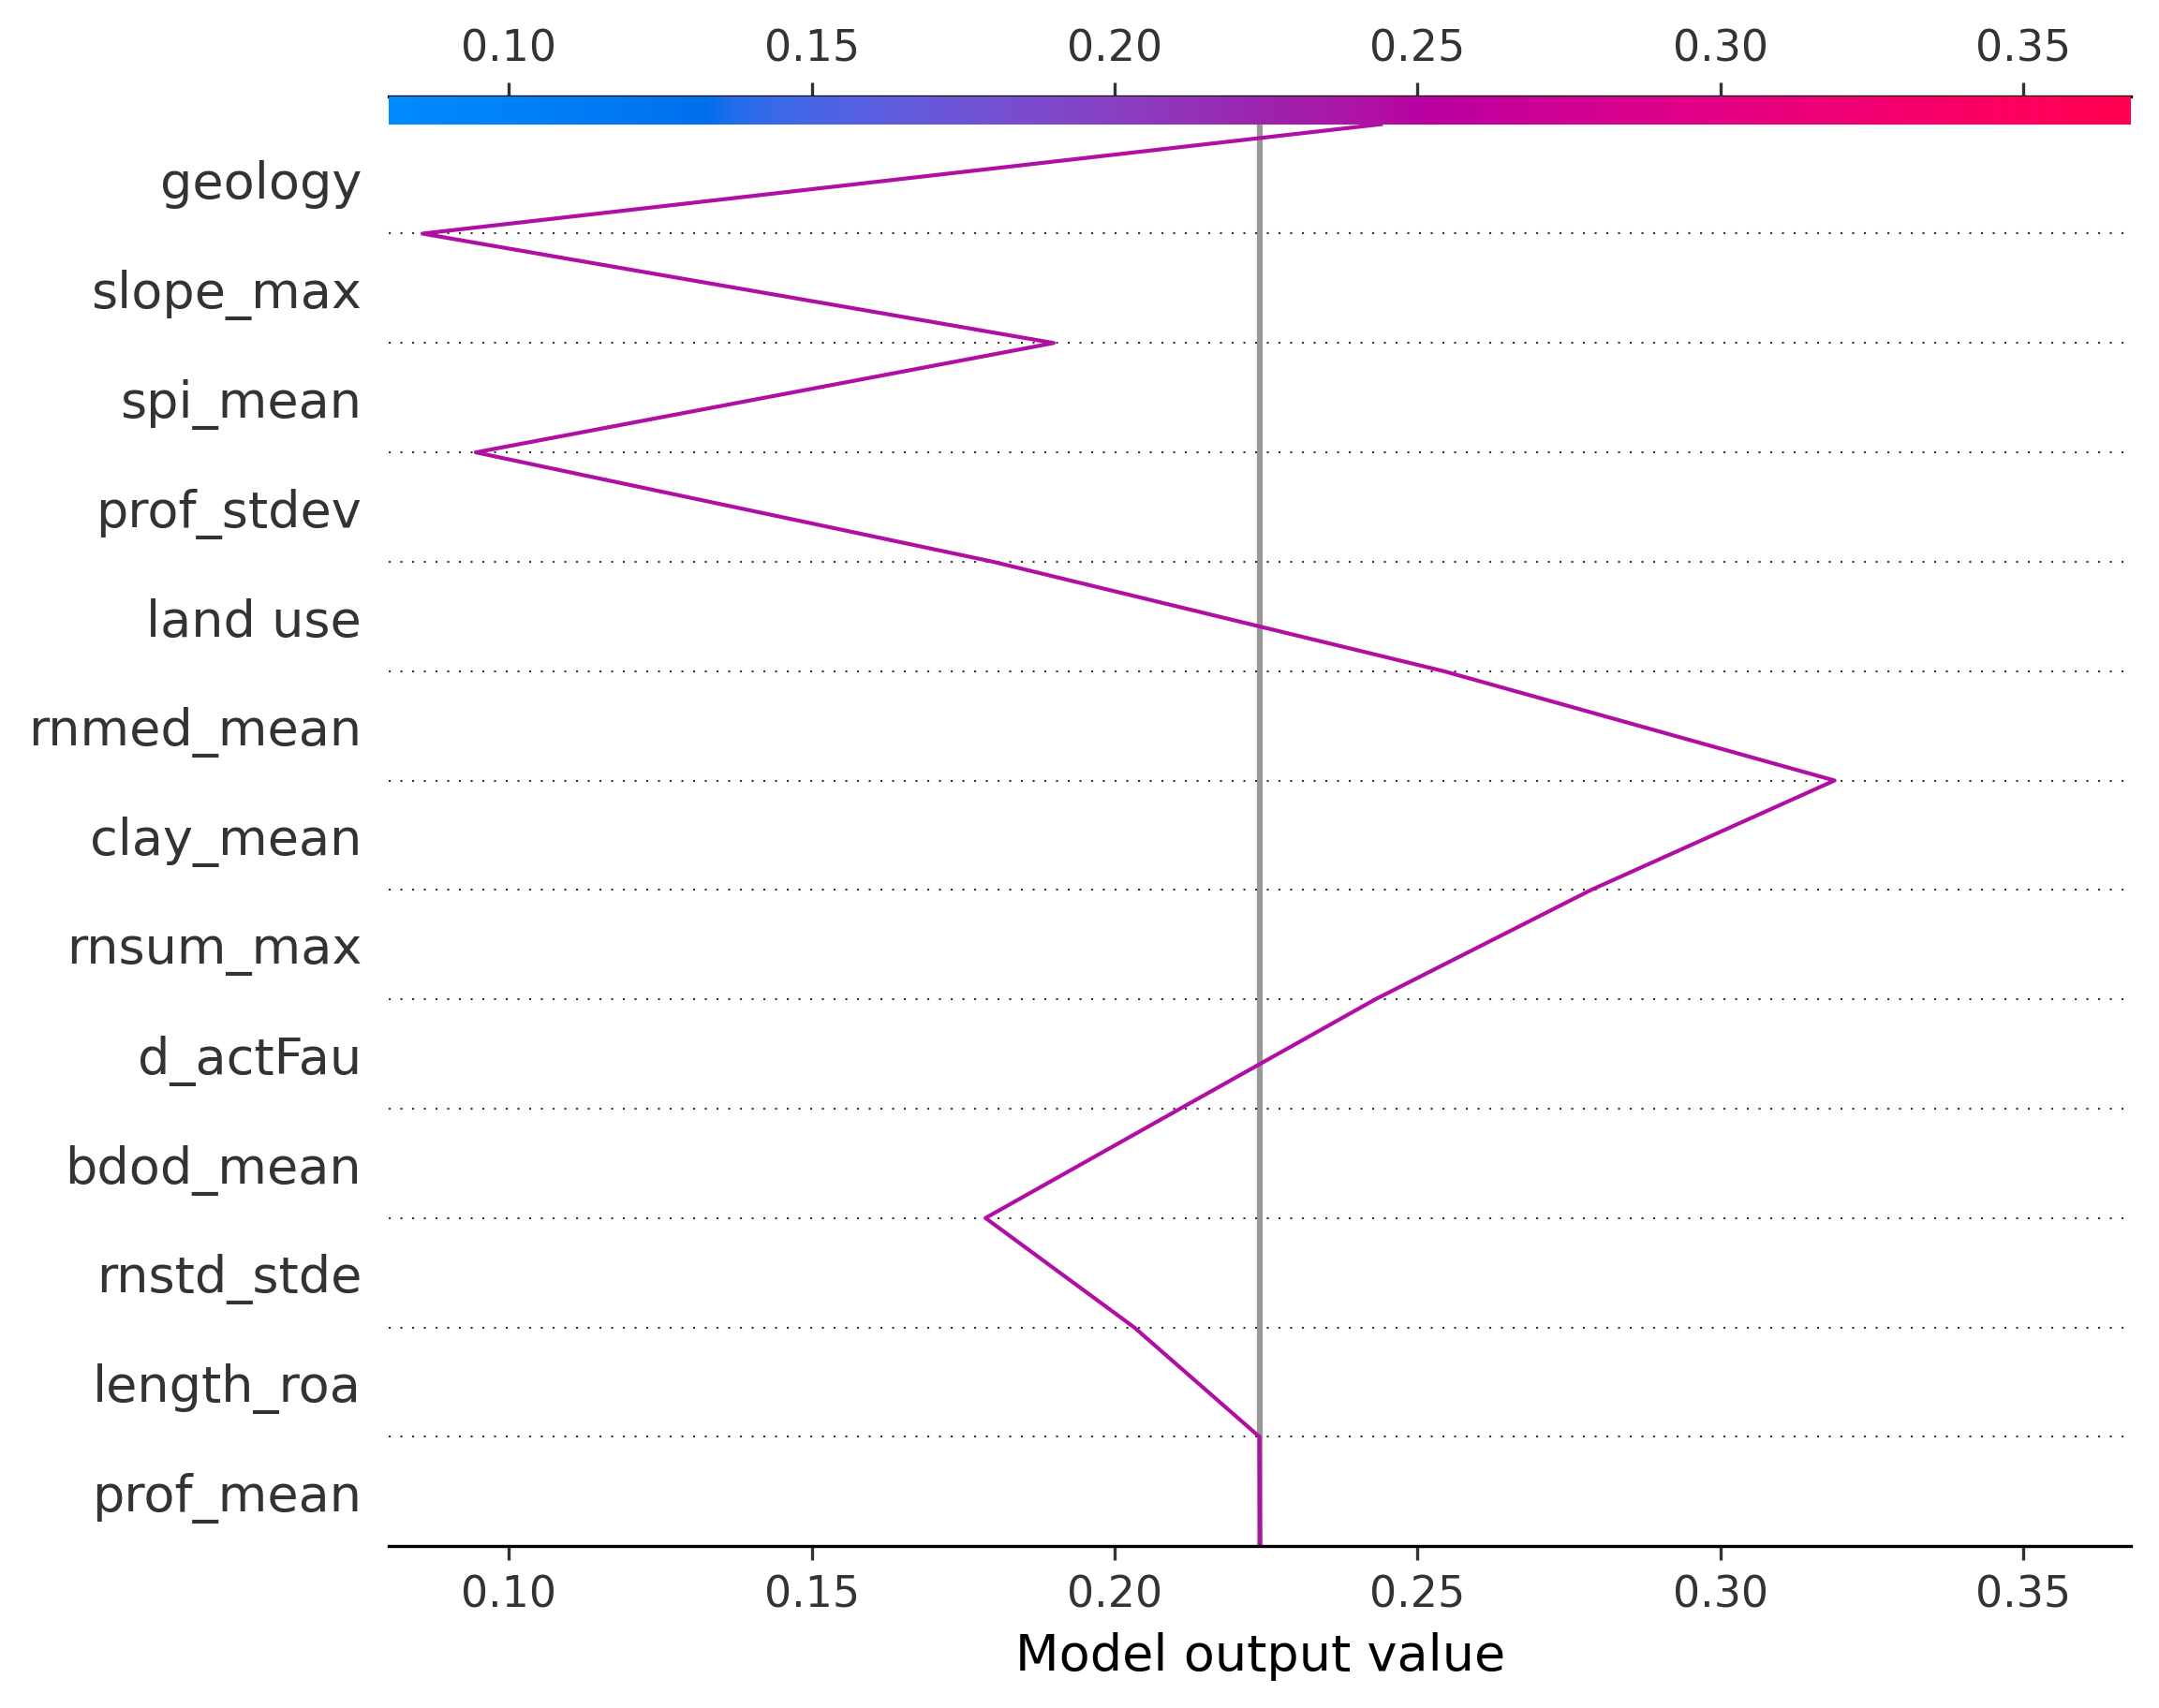 0.10 0.15 0.20 0.25 0.30 0.35
geology
slope_max
spi_mean
prof_stdev
land use
rnmed_mean
clay_mean
rnsum_max
d_actFau
bdod_mean
rnstd_stde
length_roa
prof_mean
0.10 0.15 0.20 0.25 0.30 0.35
Model output value